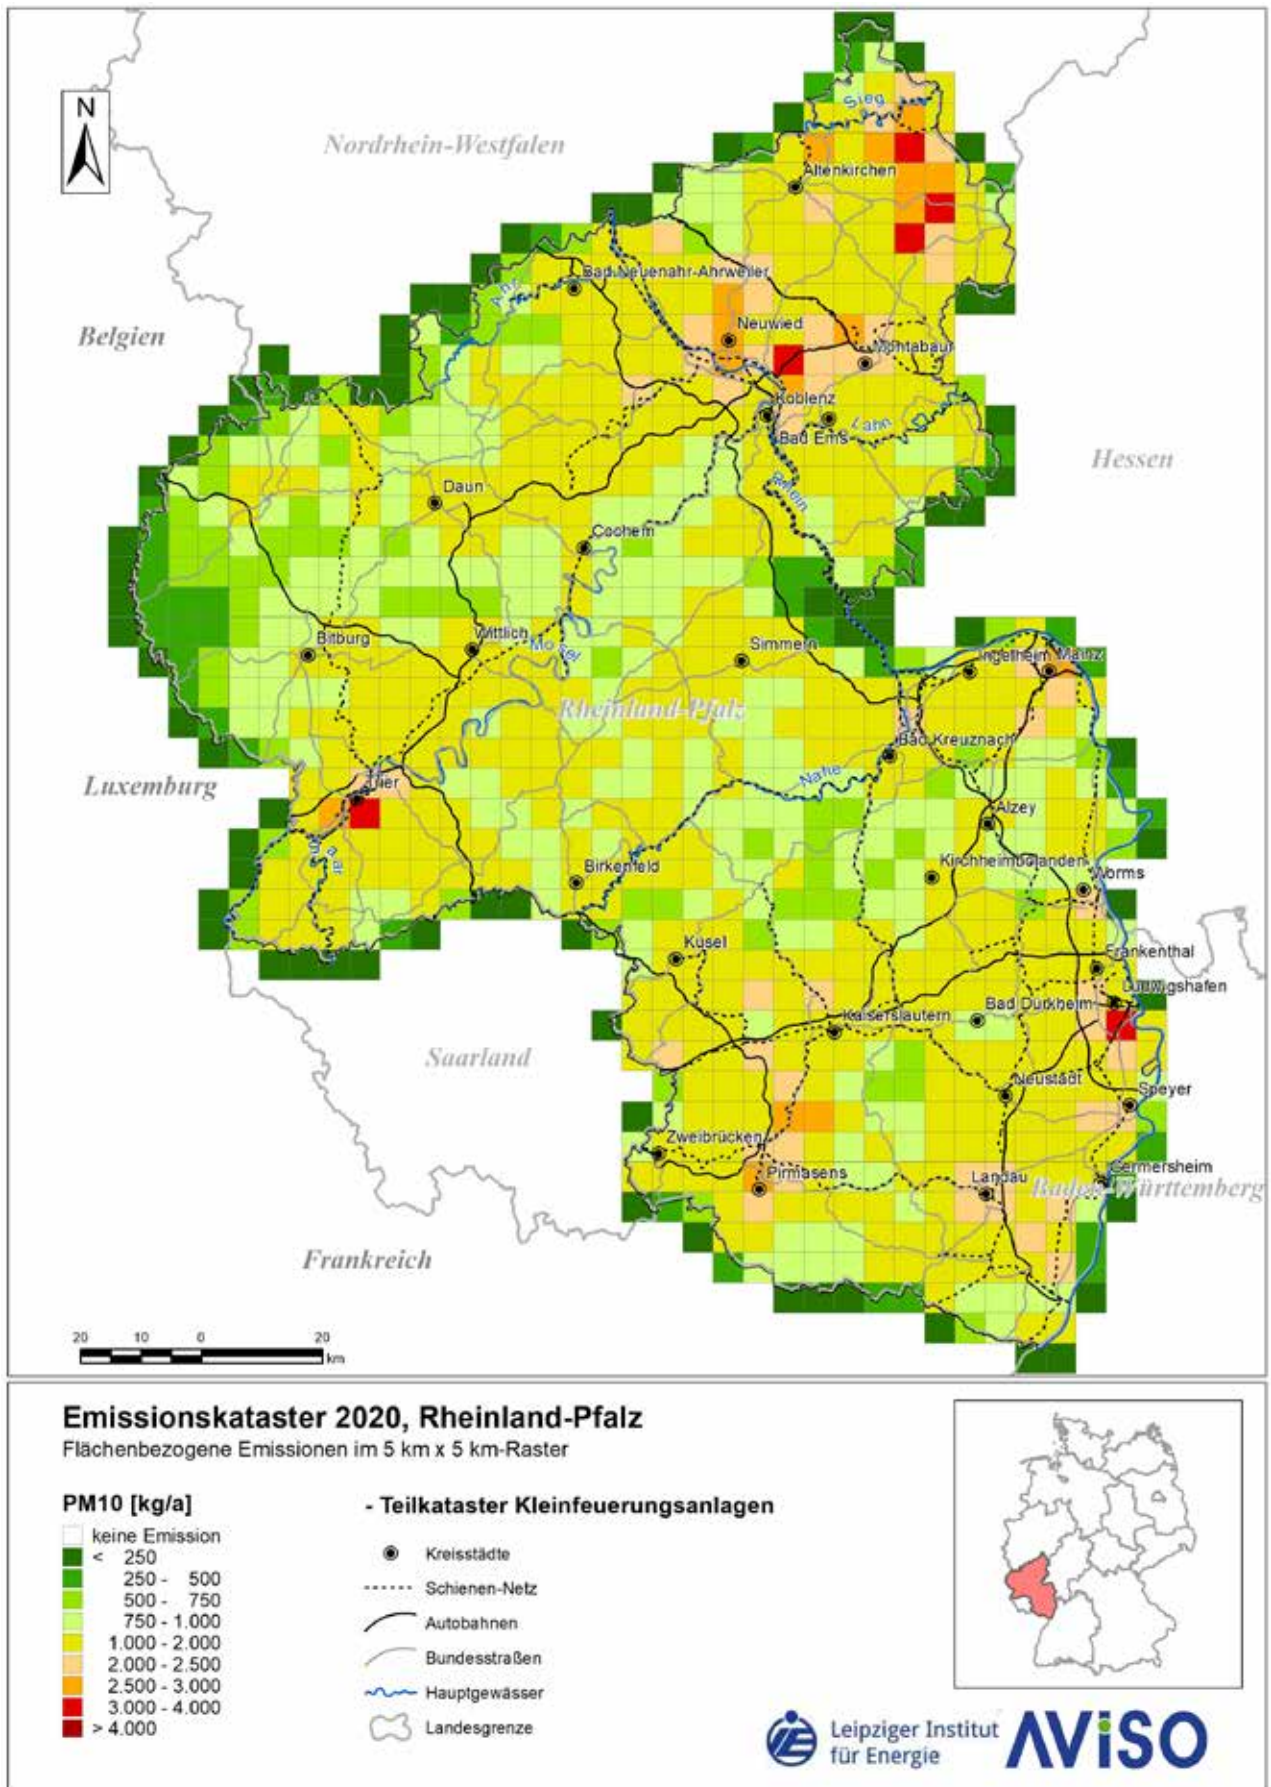 N
Nordrhein-Westfalen
Sieg
Altenkirchen
Bad Neuenahr-Ahrweiler
Ahr
Belgien
Neuwied
Montabaur
Koblenz
Lahn
Bad Ems
Hessen
Rhein
Daun
Cochem
Bitburg
Wittlich
Mosel
Simmern
Ingelheim
Mainz
Rheinland-Pfalz
Bad Kreuznach
Luxemburg
Trier
Nahe
Alzey
Saar
Birkenfeld
Kirchheimbolanden
Worms
Kusel
Frankenthal
Ludwigshafen
Bad Dürkheim
Kaiserslautern
Saarland
Neustadt
Speyer
Zweibrücken
Pirmasens
Landau
Germersheim
Baden-Württemberg
Frankreich
20 10 0 20
km
Emissionskataster 2020, Rheinland-Pfalz
Flächenbezogene Emissionen im 5 km x 5 km-Raster
PM10 [kg/a]
keine Emission
< 250
250 - 500
500 - 750
750 - 1.000
1.000 - 2.000
2.000 - 2.500
2.500 - 3.000
3.000 - 4.000
> 4.000
- Teilkataster Kleinfeuerungsanlagen
Kreisstädte
Schienen-Netz
Autobahnen
Bundesstraßen
Hauptgewässer
Landesgrenze
Leipziger Institut
für Energie
AViSO